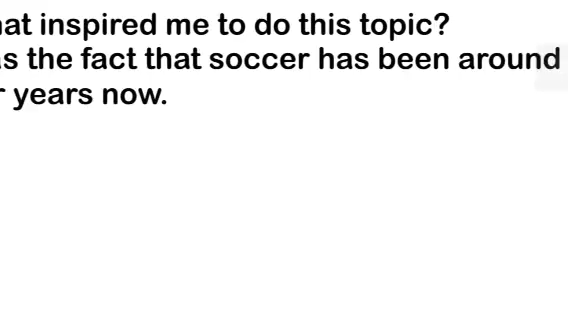 at inspired me to do this topic?
s the fact that soccer has been around
years now.